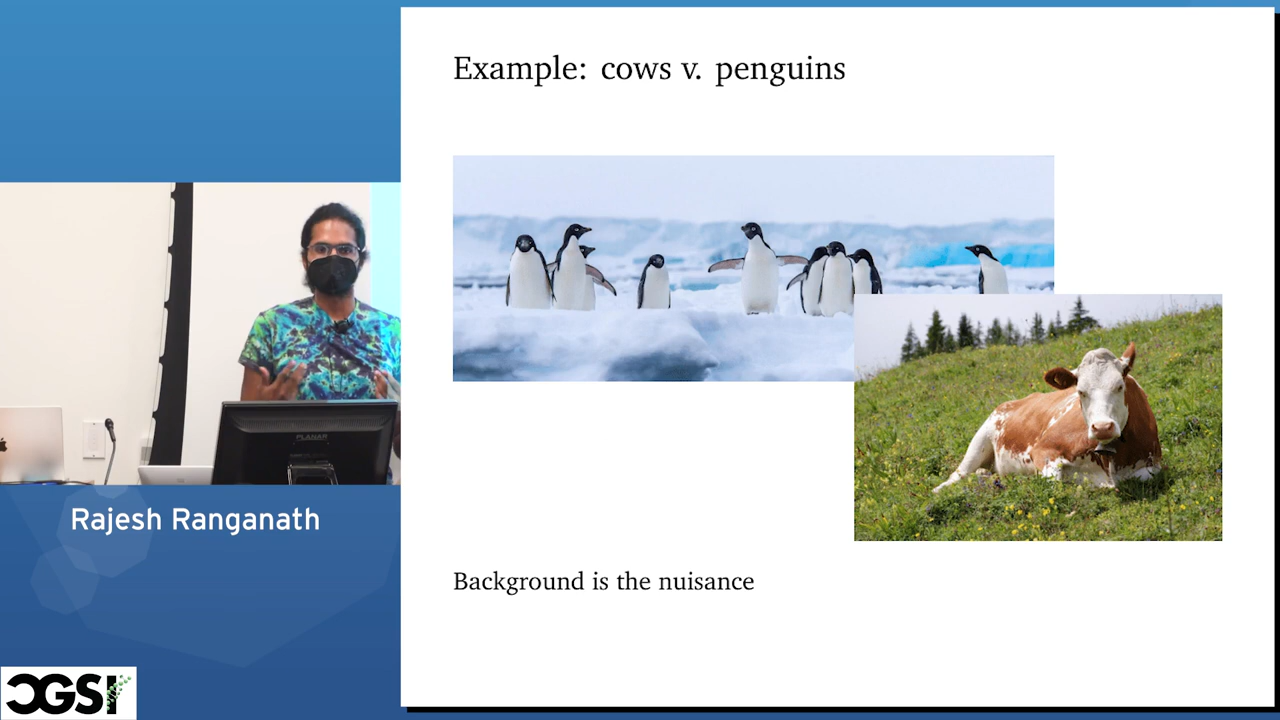 Example: cows v. penguins
PLANAR
Rajesh Ranganath
Background is the nuisance
CGSI